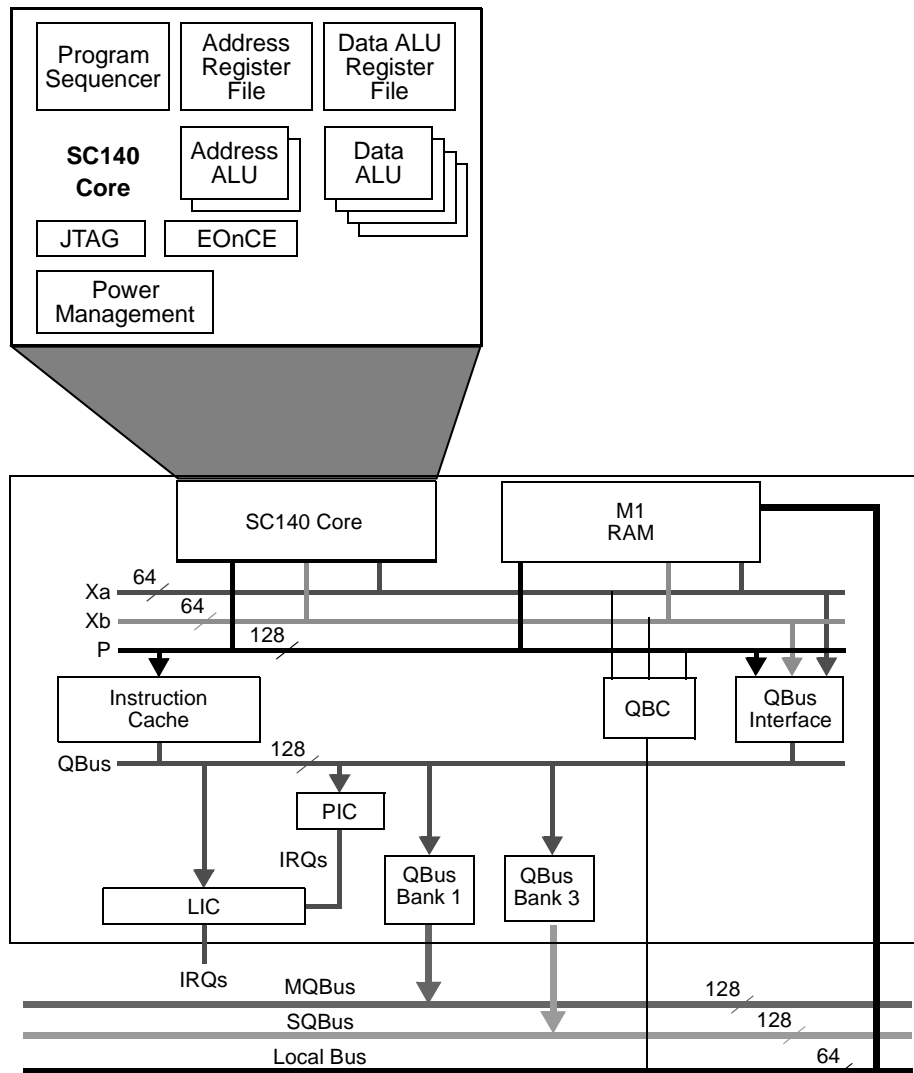 Program
Sequencer
Address
Register
File
Data ALU
Register
File
SC140
Core
Address
ALU
Data
ALU
JTAG
EOnCE
Power
Management
SC140 Core
M1
RAM
Xa
64
Xb
64
P
128
Instruction
Cache
QBC
QBus
Interface
QBus
128
PIC
IRQs
QBus
Bank 1
QBus
Bank 3
LIC
IRQs
MQBus
128
SQBus
128
Local Bus
64